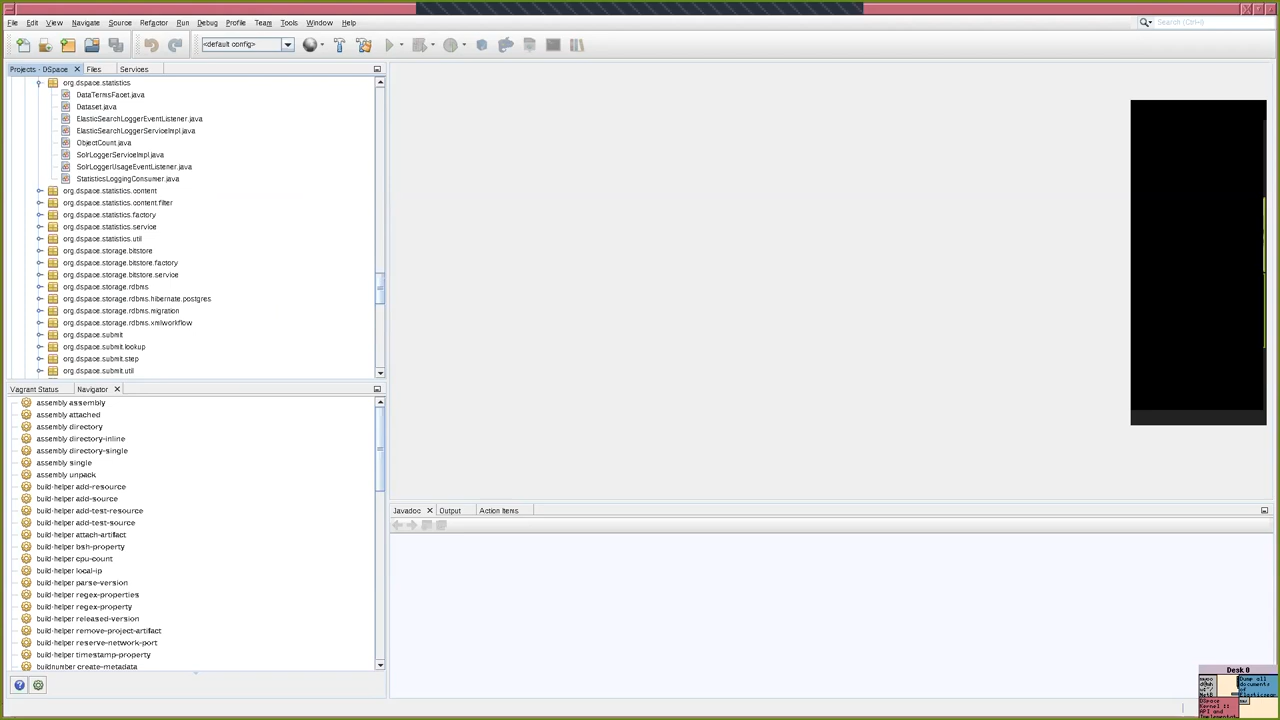 File Edit View Navigate Source Refactor Run Debug Profile Team Tools Window Help
Search (Ctrl+I)
<default config>
Projects - DSpace Files Services
org.dspace.statistics
DataTermsFacet.java
Dataset.java
ElasticSearchLoggerEventListener.java
ElasticSearchLoggerServiceImpl.java
ObjectCount.java
SolrLoggerServiceImpl.java
SolrLoggerUsageEventListener.java
StatisticsLoggingConsumer.java
org.dspace.statistics.content
org.dspace.statistics.content.filter
org.dspace.statistics.factory
org.dspace.statistics.service
org.dspace.statistics.util
org.dspace.storage.bitstore
org.dspace.storage.bitstore.factory
org.dspace.storage.bitstore.service
org.dspace.storage.rdbms
org.dspace.storage.rdbms.hibernate.postgres
org.dspace.storage.rdbms.migration
org.dspace.storage.rdbms.xmlworkflow
org.dspace.submit
org.dspace.submit.lookup
org.dspace.submit.step
org.dspace.submit.util
Vagrant Status Navigator
assembly assembly
assembly attached
assembly directory
assembly directory-inline
assembly directory-single
assembly single
assembly unpack
build-helper add-resource
build-helper add-source
build-helper add-test-resource
build-helper add-test-source
build-helper attach-artifact
build-helper bsh-property
build-helper cpu-count
build-helper local-ip
build-helper parse-version
build-helper regex-properties
build-helper regex-property
build-helper released-version
build-helper remove-project-artifact
build-helper reserve-network-port
build-helper timestamp-property
buildnumber create-metadata
Javadoc Output Action Items
Desk 0
Dump all
documents
DSpace
Kernel ::
API and